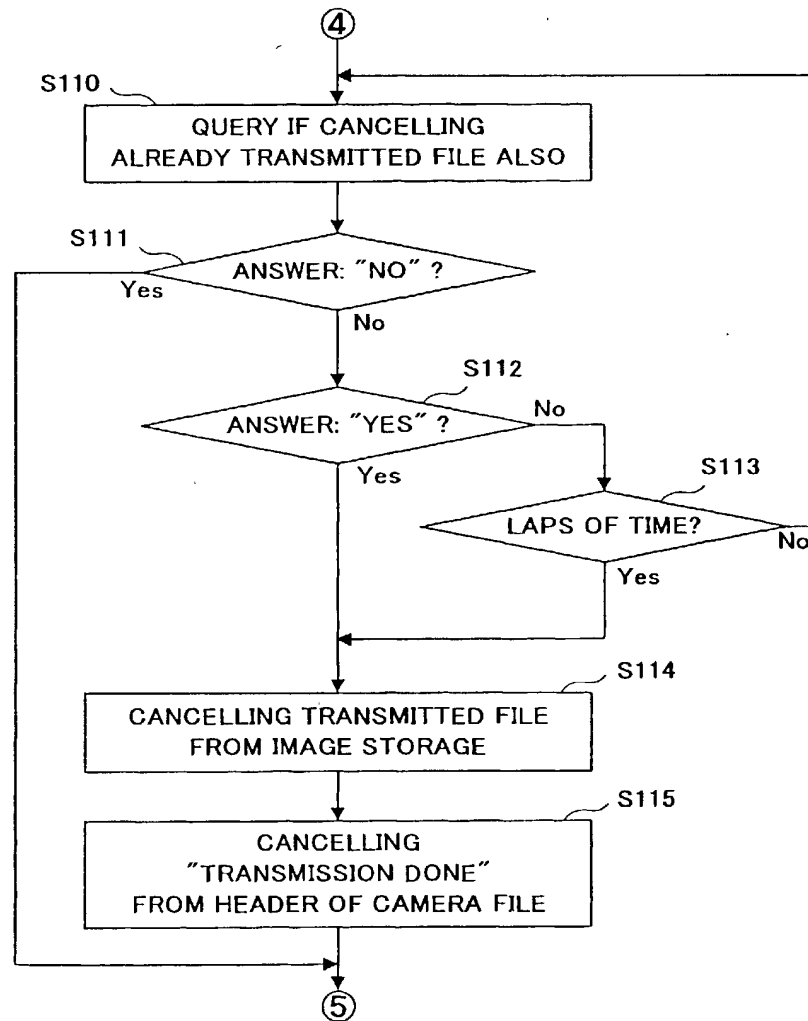 ④
S110
QUERY IF CANCELLING
ALREADY TRANSMITTED FILE ALSO
S111
ANSWER: "NO" ?
Yes
No
S112
ANSWER: "YES" ?
No
Yes
S113
LAPS OF TIME?
No
Yes
S114
CANCELLING TRANSMITTED FILE
FROM IMAGE STORAGE
S115
CANCELLING
"TRANSMISSION DONE"
FROM HEADER OF CAMERA FILE
⑤